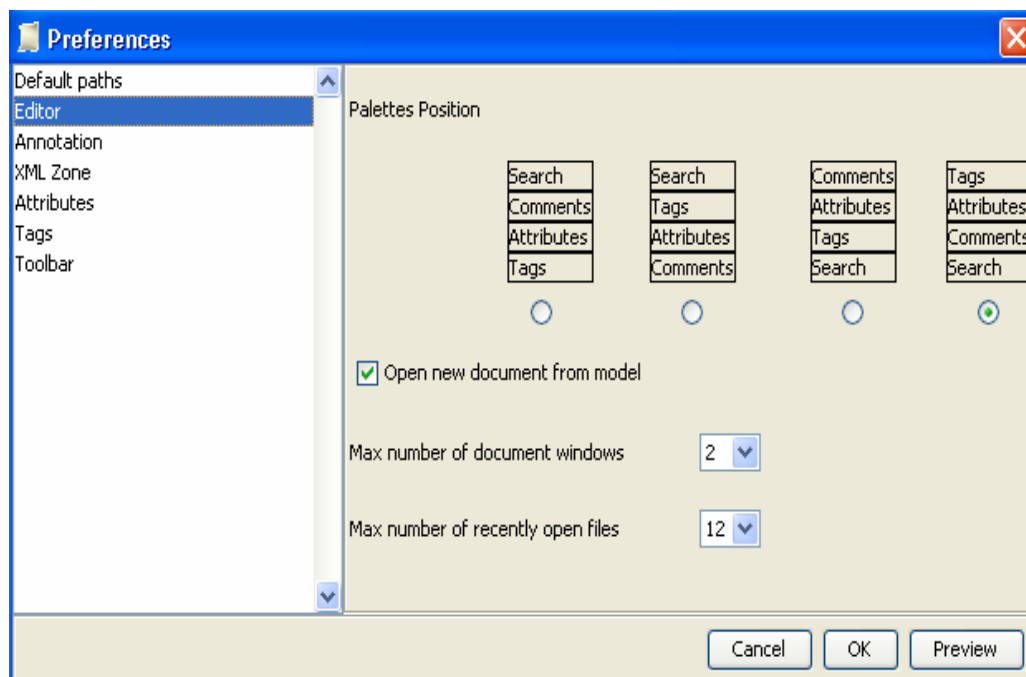 Preferences
Default paths
Editor
Annotation
XML Zone
Attributes
Tags
Toolbar
Palettes Position
Search
Comments
Attributes
Tags
Search
Tags
Attributes
Comments
Comments
Attributes
Tags
Search
Tags
Attributes
Comments
Search
Open new document from model
Max number of document windows 2
Max number of recently open files 12
Cancel OK Preview